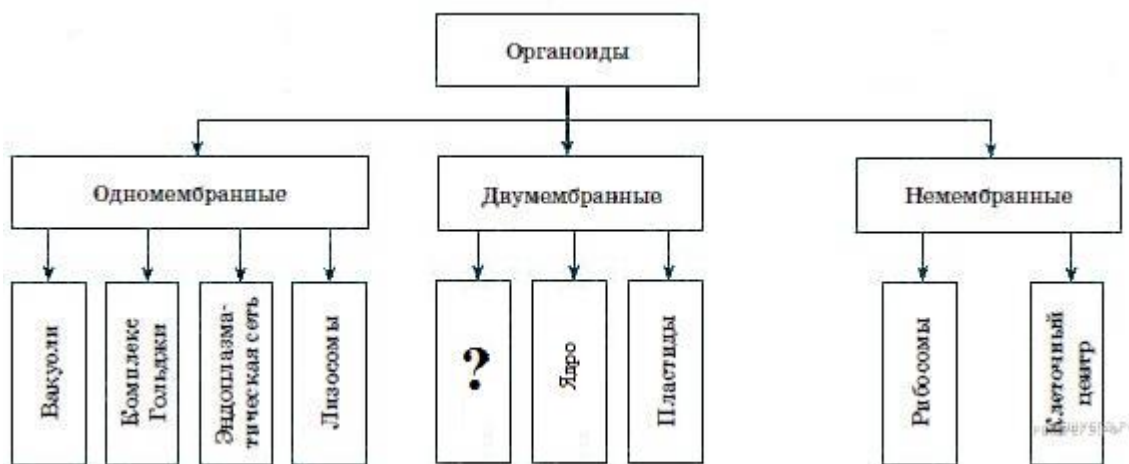 Органоиды
Одномембранные
Двумембранные
Немембранные
Вакуоли
Комплекс
Гольджи
Эндоплазма-
тическая сеть
Лизосомы
?
Ядро
Пластиды
Рибосомы
Клеточный
центр